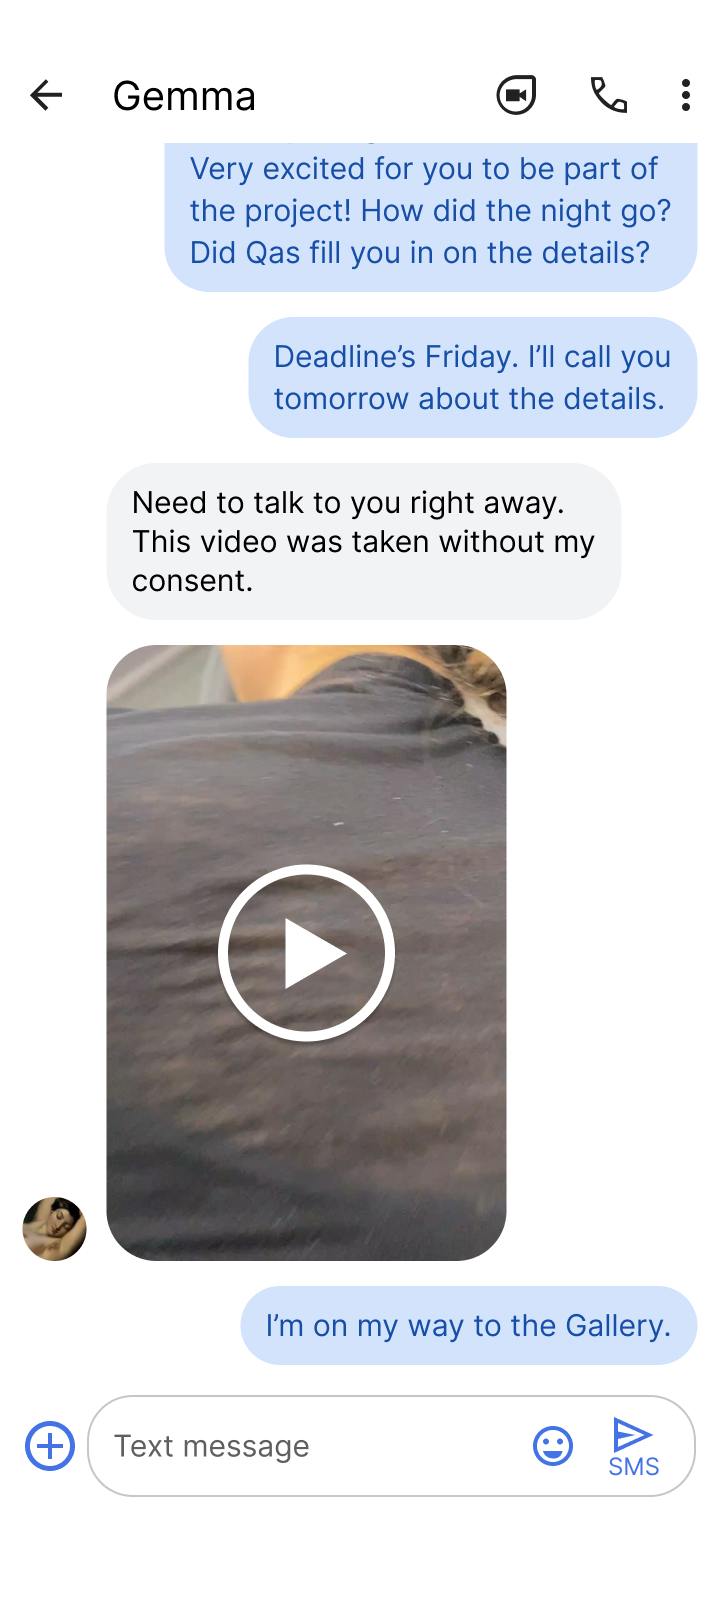 Gemma
Very excited for you to be part of
the project! How did the night go?
Did Qas fill you in on the details?
Deadline’s Friday. I’ll call you
tomorrow about the details.
Need to talk to you right away.
This video was taken without my
consent.
I’m on my way to the Gallery.
Text message
SMS